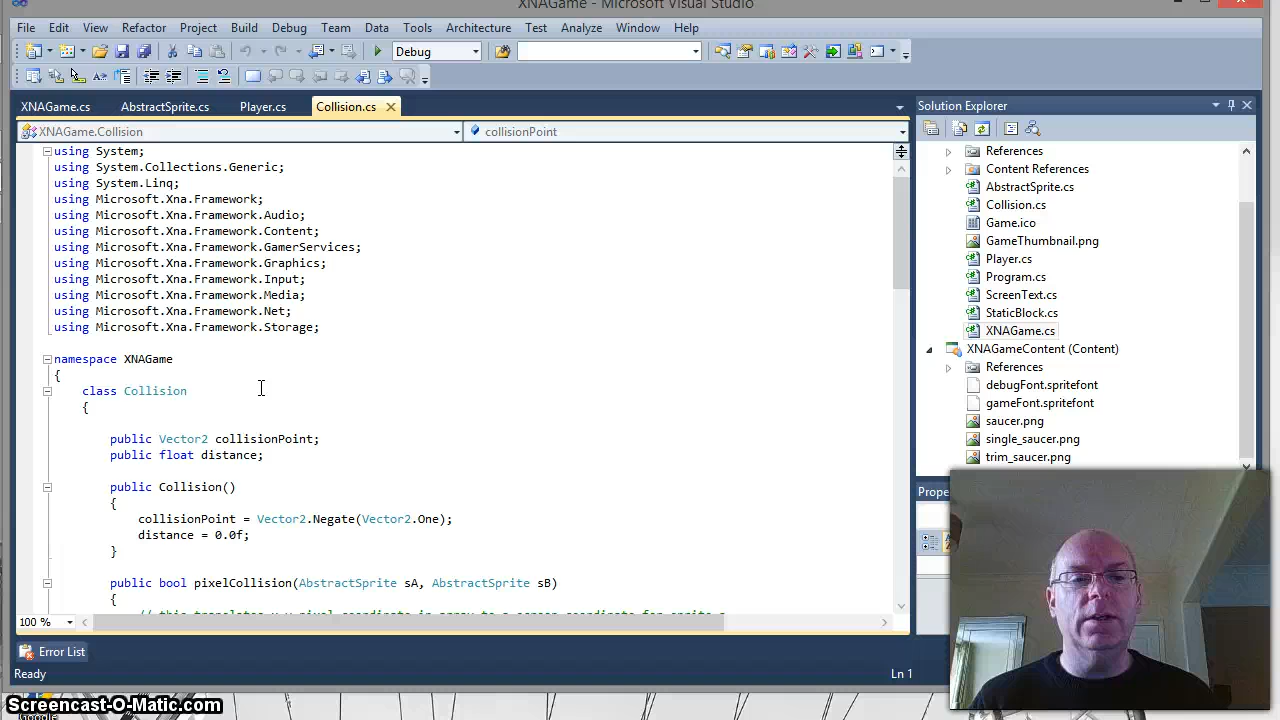 XNAGame - Microsoft Visual Studio
File Edit View Refactor Project Build Debug Team Data Tools Architecture Test Analyze Window Help
Debug
XNAGame.cs AbstractSprite.cs Player.cs Collision.cs
XNAGame.Collision collisionPoint
using System;
using System.Collections.Generic;
using System.Linq;
using Microsoft.Xna.Framework;
using Microsoft.Xna.Framework.Audio;
using Microsoft.Xna.Framework.Content;
using Microsoft.Xna.Framework.GamerServices;
using Microsoft.Xna.Framework.Graphics;
using Microsoft.Xna.Framework.Input;
using Microsoft.Xna.Framework.Media;
using Microsoft.Xna.Framework.Net;
using Microsoft.Xna.Framework.Storage;
namespace XNAGame
{
class Collision
{
public Vector2 collisionPoint;
public float distance;
public Collision()
{
collisionPoint = Vector2.Negate(Vector2.One);
distance = 0.0f;
}
public bool pixelCollision(AbstractSprite sA, AbstractSprite sB)
{
100 %
Solution Explorer
References
Content References
AbstractSprite.cs
Collision.cs
Game.ico
GameThumbnail.png
Player.cs
Program.cs
ScreenText.cs
StaticBlock.cs
XNAGame.cs
XNAGameContent (Content)
References
debugFont.spritefont
gameFont.spritefont
saucer.png
single_saucer.png
trim_saucer.png
Prope
Error List
Ready Ln 1
Screencast-O-Matic.com
Google